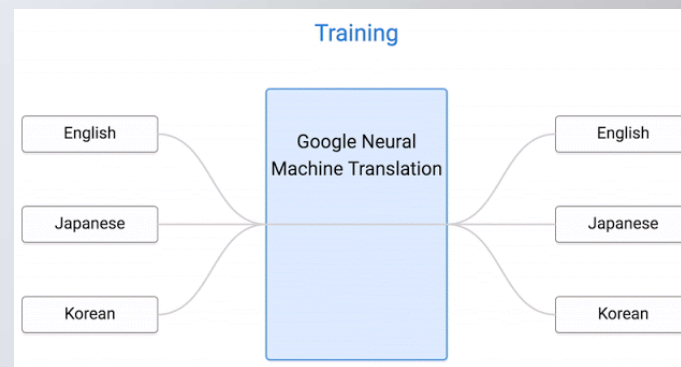 Training
Google Neural
Machine Translation
English
Japanese
Korean
English
Japanese
Korean